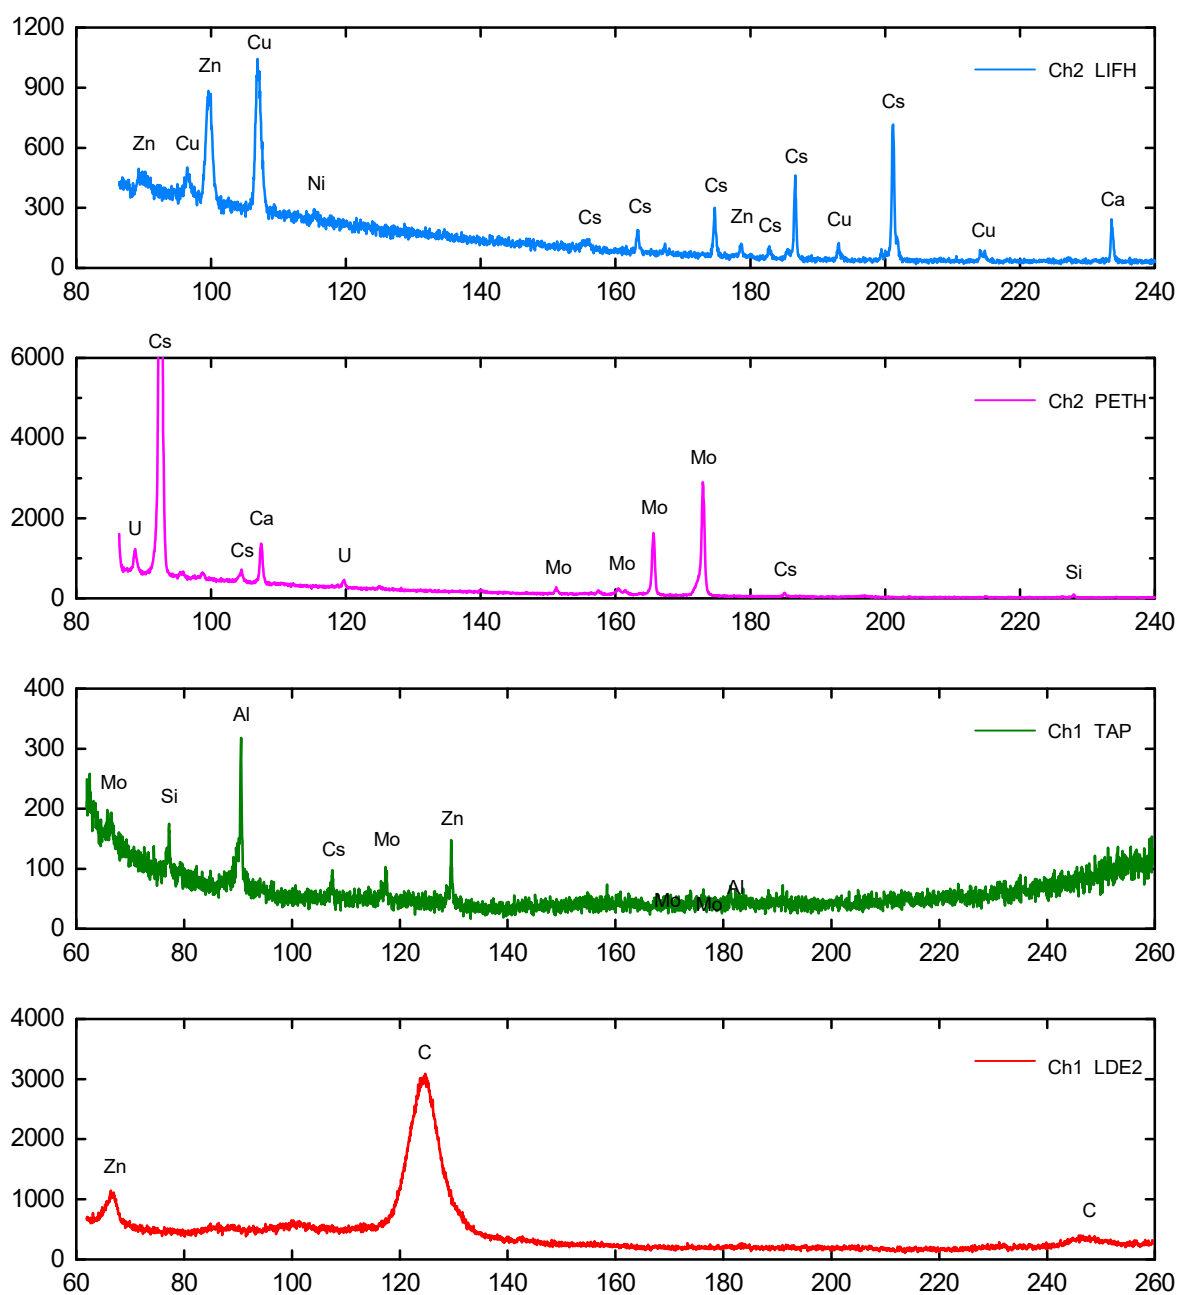 1200
Cu
Zn
Ch2 LIFH
900
Cs
600
Zn
Cu
Cs
Ni
Cs
Cs
Cs
Zn
Cs
Cu
Cu
Ca
300
0
80 100 120 140 160 180 200 220 240
Cs
6000
Ch2 PETH
Mo
4000
Mo
2000
U
Cs
Ca
U
Mo
Mo
Cs
Si
0
80 100 120 140 160 180 200 220 240
400
Al
Ch1 TAP
300
Mo
Si
200
Cs
Mo
Zn
100
Mo
Mo
Al
0
60 80 100 120 140 160 180 200 220 240 260
4000
C
Ch1 LDE2
3000
2000
Zn
1000
C
0
60 80 100 120 140 160 180 200 220 240 260